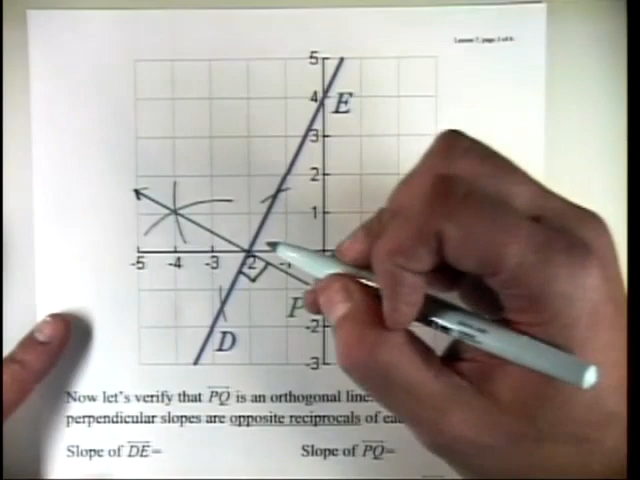 Lesson 7, page 2 of 6
5
4
E
3
2
1
-5 -4 -3 -2 -1
P
-2
D
-3
Now let's verify that PQ is an orthogonal line.
perpendicular slopes are opposite reciprocals of
Slope of DE= Slope of PQ=